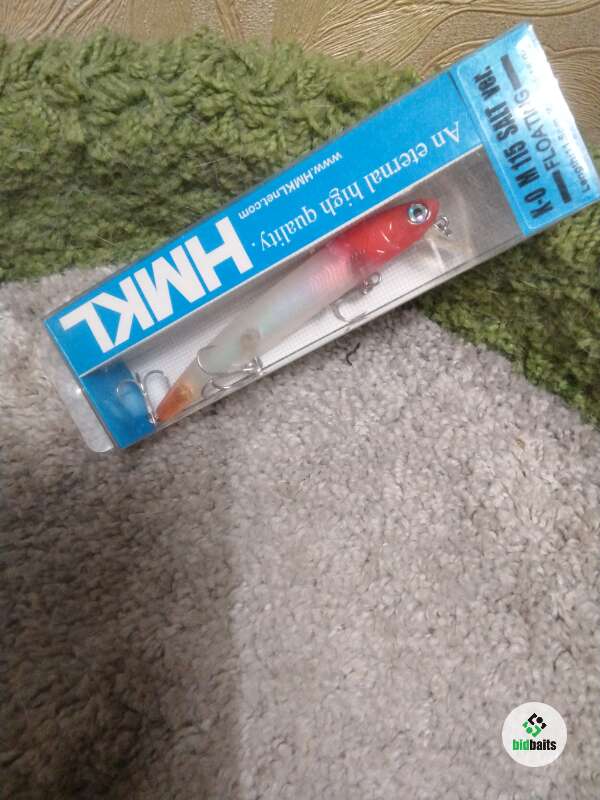 HMKL
An eternal high quality.
www.HMKLnet.com
K-0 M 115 SALT ver.
FLOATING
bidbaits